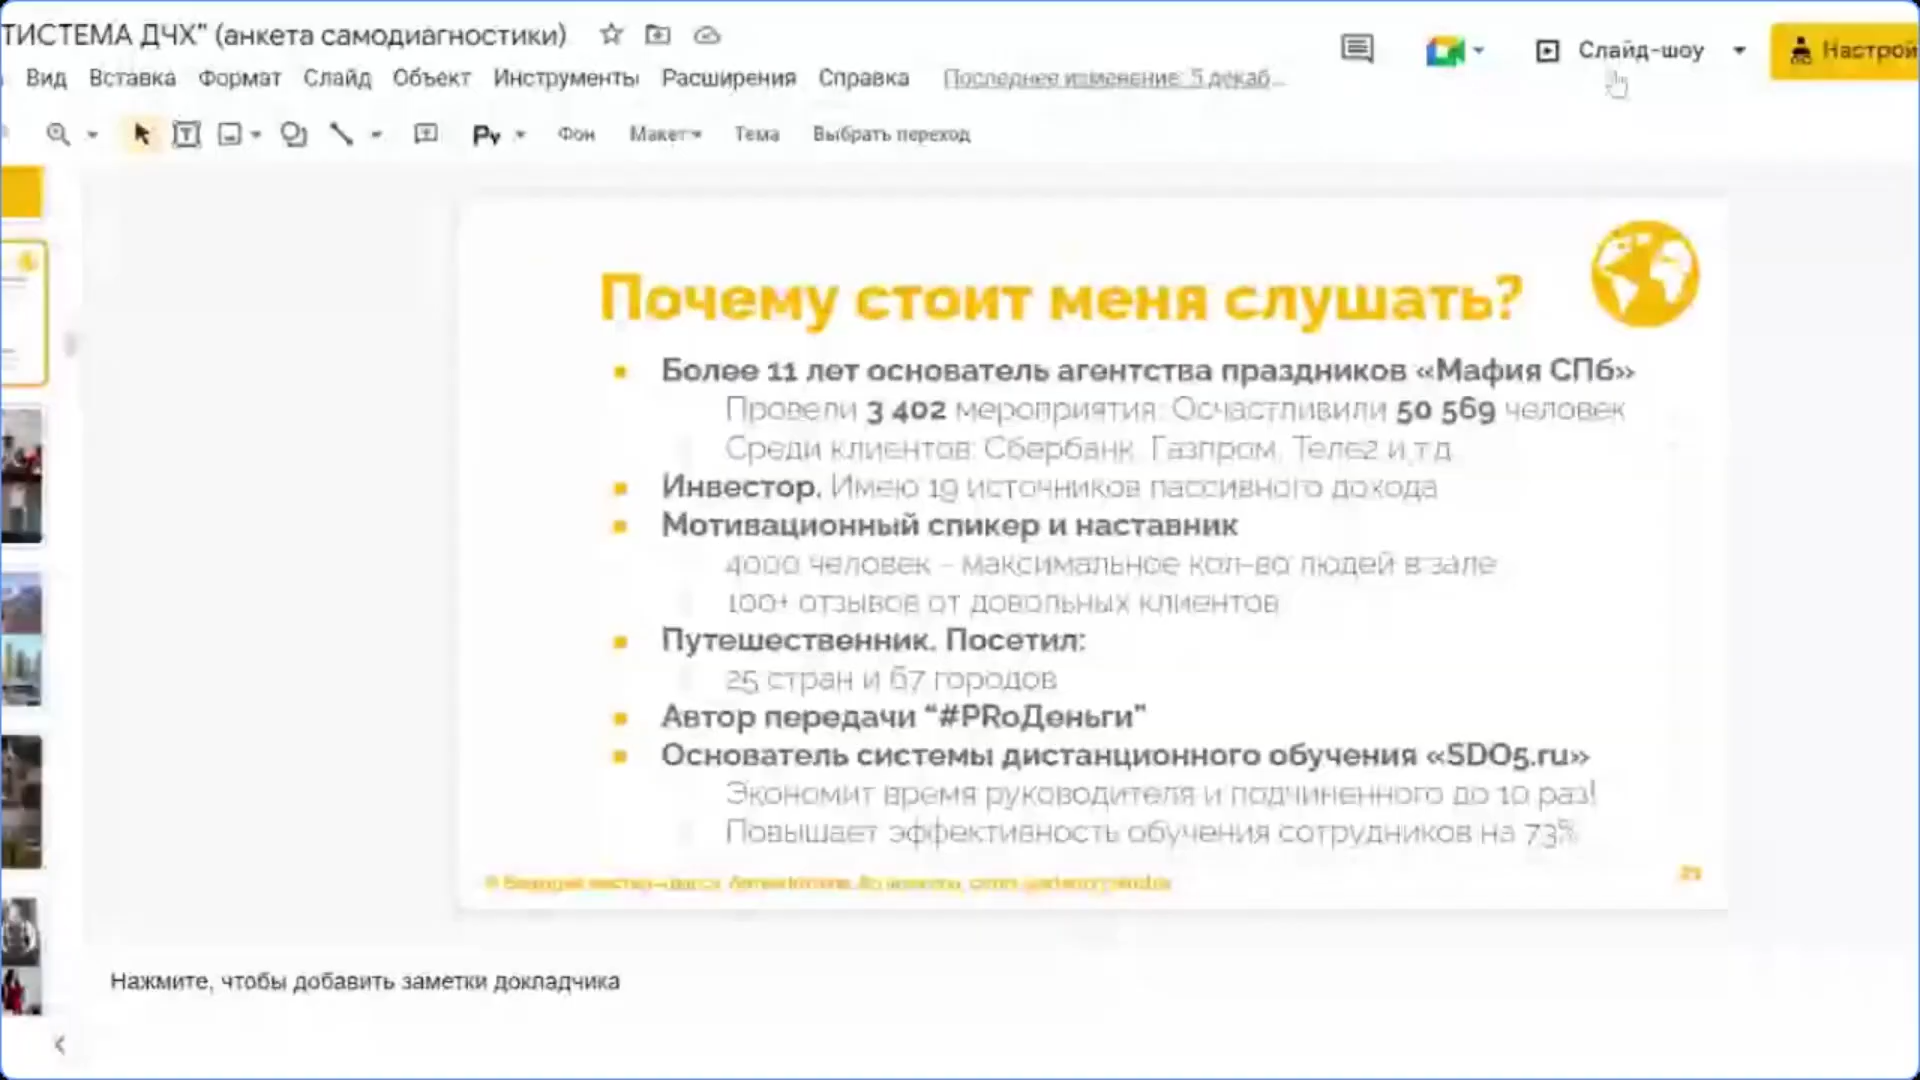 ТИСТЕМА ДЧХ" (анкета самодиагностики)
Вид Вставка Формат Слайд Объект Инструменты Расширения Справка Последнее изменение: 5 декаб...
Слайд-шоу
Настрой
Фон Макет Тема Выбрать переход
Почему стоит меня слушать?
Более 11 лет основатель агентства праздников «Мафия СПб»
Провели 3 402 мероприятия. Осчастливили 50 569 человек
Среди клиентов: Сбербанк, Газпром, Теле2 и т.д.
Инвестор. Имею 19 источников пассивного дохода
Мотивационный спикер и наставник
4000 человек - максимальное кол-во людей в зале
100+ отзывов от довольных клиентов
Путешественник. Посетил:
25 стран и 67 городов
Автор передачи "#PRoДеньги"
Основатель системы дистанционного обучения «SDO5.ru»
Экономит время руководителя и подчиненного до 10 раз!
Повышает эффективность обучения сотрудников на 73%
Нажмите, чтобы добавить заметки докладчика